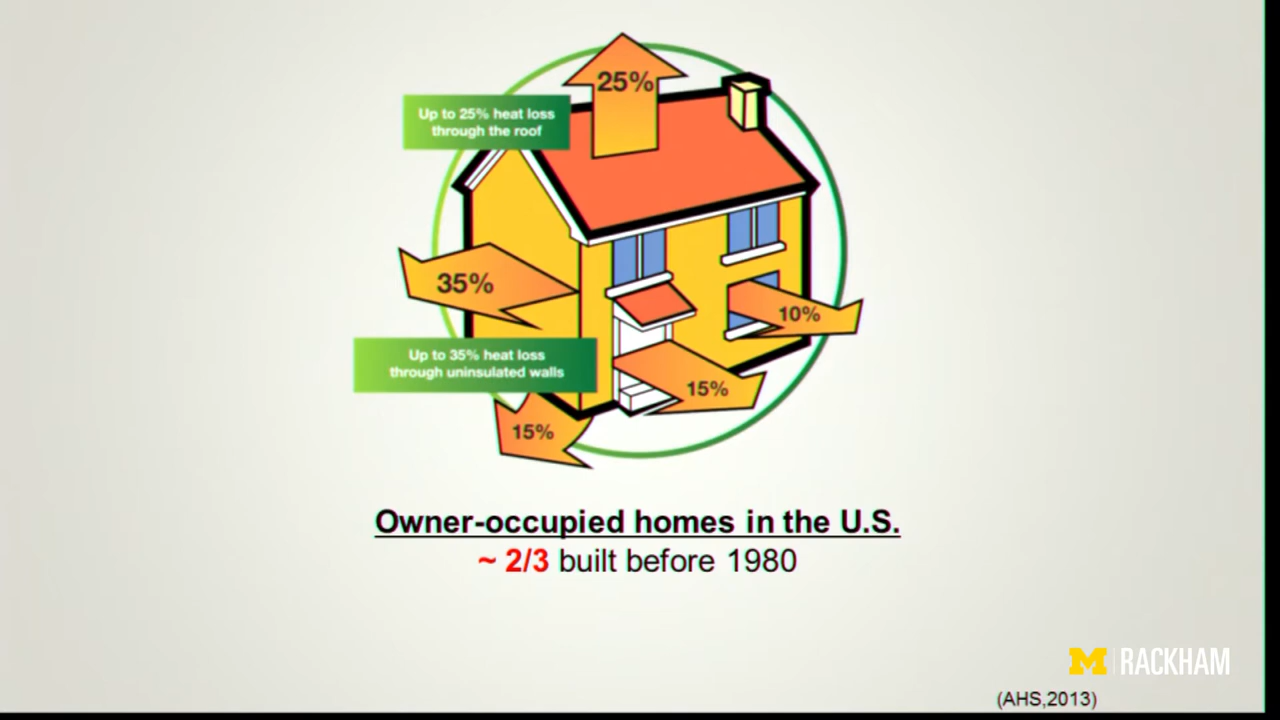 25%
Up to 25% heat loss
through the roof
35%
10%
Up to 35% heat loss
through uninsulated walls
15%
15%
Owner-occupied homes in the U.S.
~ 2/3 built before 1980
M RACKHAM
(AHS,2013)